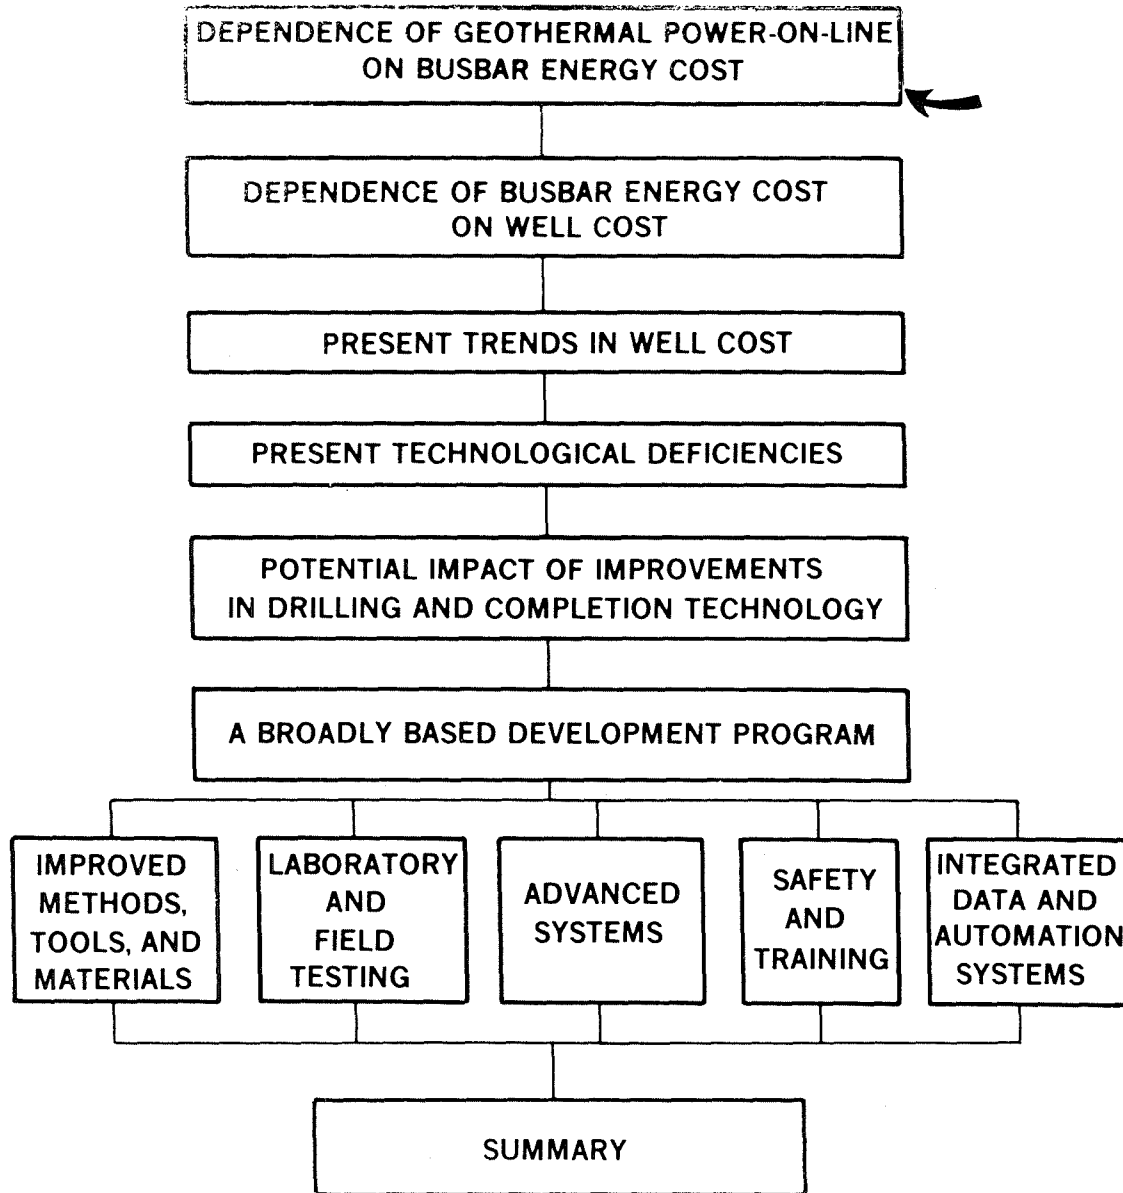 DEPENDENCE OF GEOTHERMAL POWER-ON-LINE
ON BUSBAR ENERGY COST
DEPENDENCE OF BUSBAR ENERGY COST
ON WELL COST
PRESENT TRENDS IN WELL COST
PRESENT TECHNOLOGICAL DEFICIENCIES
POTENTIAL IMPACT OF IMPROVEMENTS
IN DRILLING AND COMPLETION TECHNOLOGY
A BROADLY BASED DEVELOPMENT PROGRAM
IMPROVED
METHODS,
TOOLS, AND
MATERIALS
LABORATORY
AND
FIELD
TESTING
ADVANCED
SYSTEMS
SAFETY
AND
TRAINING
INTEGRATED
DATA AND
AUTOMATION
SYSTEMS
SUMMARY